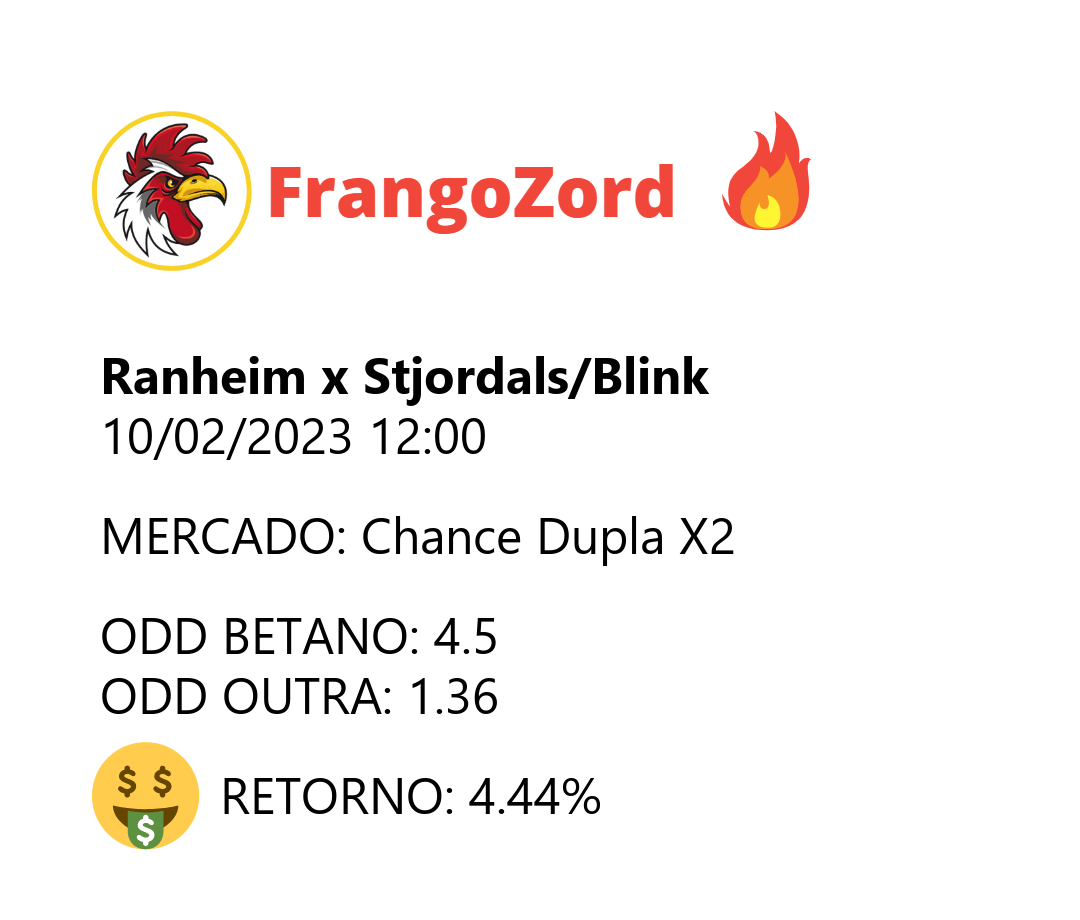 FrangoZord
Ranheim x Stjordals/Blink
10/02/2023 12:00
MERCADO: Chance Dupla X2
ODD BETANO: 4.5
ODD OUTRA: 1.36
$ $
$
RETORNO: 4.44%